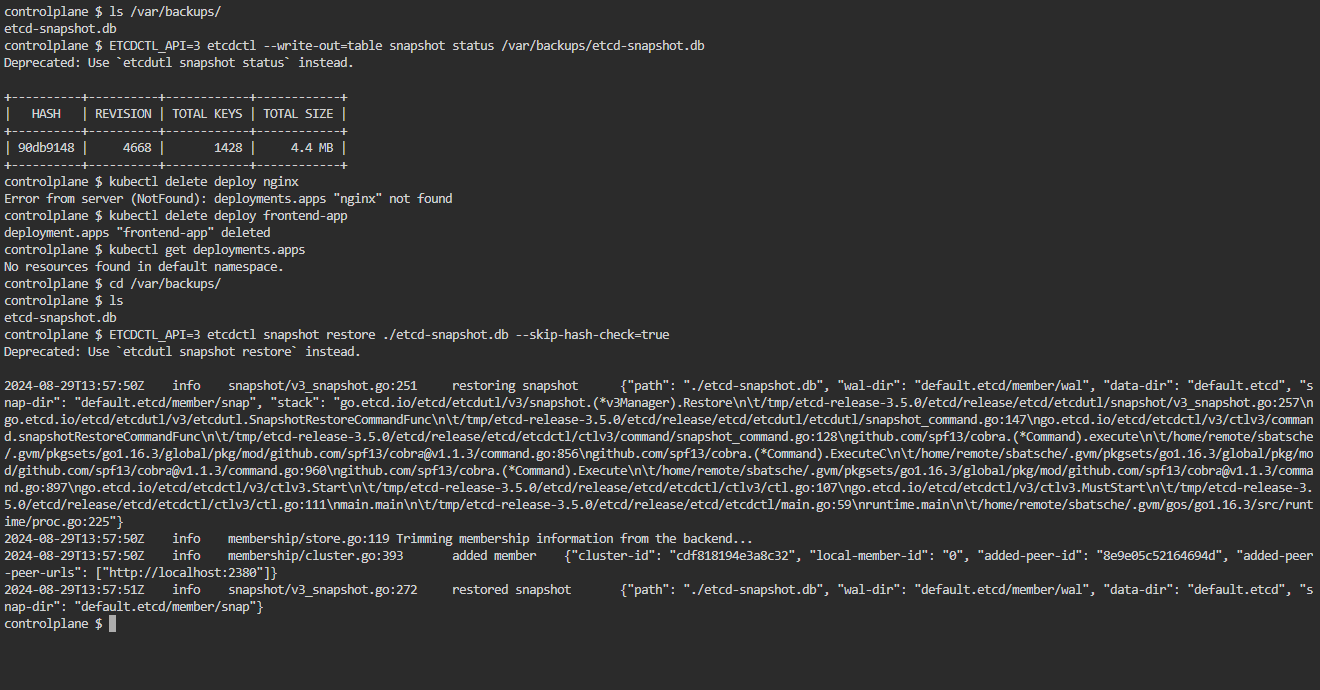 controlplane $ ls /var/backups/
etcd-snapshot.db
controlplane $ ETCDCTL_API=3 etcdctl --write-out=table snapshot status /var/backups/etcd-snapshot.db
Deprecated: Use `etcdutl snapshot status` instead.

+----------+----------+------------+------------+
|   HASH   | REVISION | TOTAL KEYS | TOTAL SIZE |
+----------+----------+------------+------------+
| 90db9148 |     4668 |       1428 |     4.4 MB |
+----------+----------+------------+------------+
controlplane $ kubectl delete deploy nginx
Error from server (NotFound): deployments.apps "nginx" not found
controlplane $ kubectl delete deploy frontend-app
deployment.apps "frontend-app" deleted
controlplane $ kubectl get deployments.apps
No resources found in default namespace.
controlplane $ cd /var/backups/
controlplane $ ls
etcd-snapshot.db
controlplane $ ETCDCTL_API=3 etcdctl snapshot restore ./etcd-snapshot.db --skip-hash-check=true
Deprecated: Use `etcdutl snapshot restore` instead.

2024-08-29T13:57:50Z    info    snapshot/v3_snapshot.go:251     restoring snapshot      {"path": "./etcd-snapshot.db", "wal-dir": "default.etcd/member/wal", "data-dir": "default.etcd", "s
nap-dir": "default.etcd/member/snap", "stack": "go.etcd.io/etcd/etcdutl/v3/snapshot.(*v3Manager).Restore\n\t/tmp/etcd-release-3.5.0/etcd/release/etcd/etcdutl/snapshot/v3_snapshot.go:257\n
go.etcd.io/etcd/etcdutl/v3/etcdutl.SnapshotRestoreCommandFunc\n\t/tmp/etcd-release-3.5.0/etcd/release/etcd/etcdutl/etcdutl/snapshot_command.go:147\ngo.etcd.io/etcd/etcdctl/v3/ctlv3/comman
d.snapshotRestoreCommandFunc\n\t/tmp/etcd-release-3.5.0/etcd/release/etcd/etcdctl/ctlv3/command/snapshot_command.go:128\ngithub.com/spf13/cobra.(*Command).execute\n\t/home/remote/sbatsche
/.gvm/pkgsets/go1.16.3/global/pkg/mod/github.com/spf13/cobra@v1.1.3/command.go:856\ngithub.com/spf13/cobra.(*Command).ExecuteC\n\t/home/remote/sbatsche/.gvm/pkgsets/go1.16.3/global/pkg/mo
d/github.com/spf13/cobra@v1.1.3/command.go:960\ngithub.com/spf13/cobra.(*Command).Execute\n\t/home/remote/sbatsche/.gvm/pkgsets/go1.16.3/global/pkg/mod/github.com/spf13/cobra@v1.1.3/comma
nd.go:897\ngo.etcd.io/etcd/etcdctl/v3/ctlv3.Start\n\t/tmp/etcd-release-3.5.0/etcd/release/etcd/etcdctl/ctlv3/ctl.go:107\ngo.etcd.io/etcd/etcdctl/v3/ctlv3.MustStart\n\t/tmp/etcd-release-3.
5.0/etcd/release/etcd/etcdctl/ctlv3/ctl.go:111\nmain.main\n\t/tmp/etcd-release-3.5.0/etcd/release/etcd/etcdctl/main.go:59\nruntime.main\n\t/home/remote/sbatsche/.gvm/gos/go1.16.3/src/runt
ime/proc.go:225"}
2024-08-29T13:57:50Z    info    membership/store.go:119 Trimming membership information from the backend...
2024-08-29T13:57:50Z    info    membership/cluster.go:393       added member    {"cluster-id": "cdf818194e3a8c32", "local-member-id": "0", "added-peer-id": "8e9e05c52164694d", "added-peer
-peer-urls": ["http://localhost:2380"]}
2024-08-29T13:57:51Z    info    snapshot/v3_snapshot.go:272     restored snapshot       {"path": "./etcd-snapshot.db", "wal-dir": "default.etcd/member/wal", "data-dir": "default.etcd", "s
nap-dir": "default.etcd/member/snap"}
controlplane $